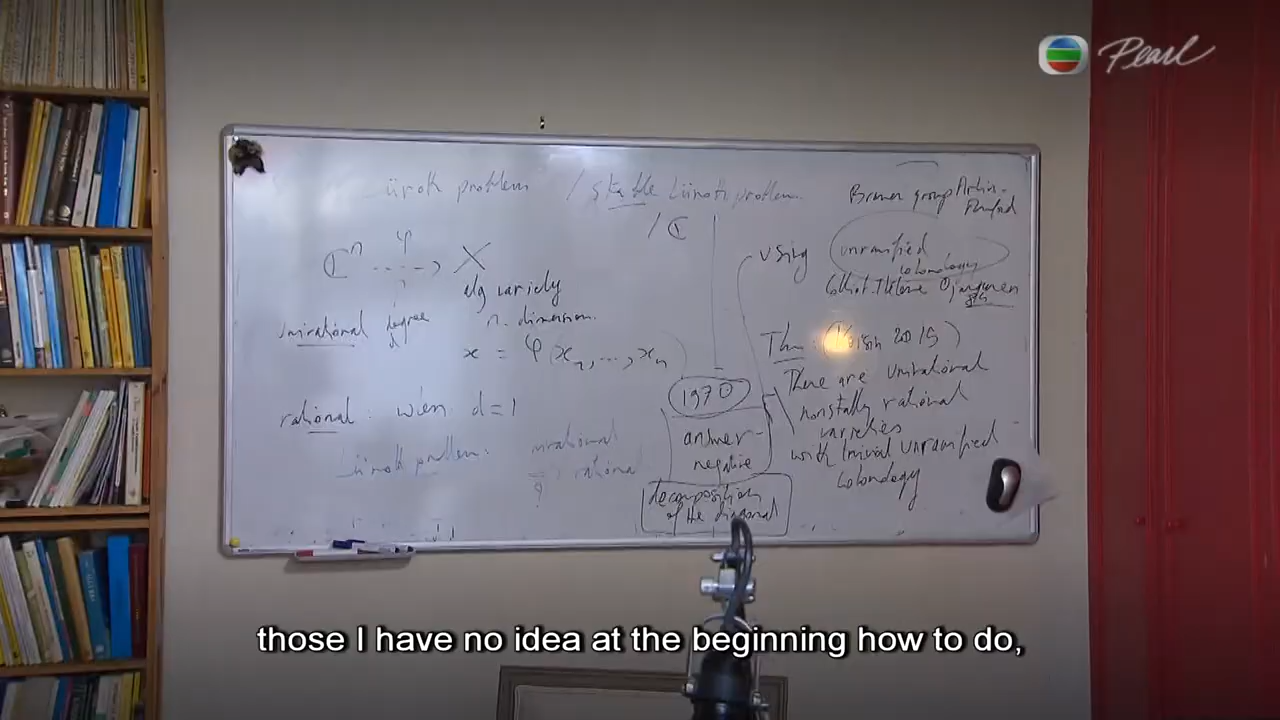 Pearl
üroth problem / stable Lüroth problem.
/ ℂ
Brauer group Artin-
Mumford
ℂⁿ ····→ X
φ
alg variety
n. dimension.
unirational degree
x = φ(x₁,...,xₙ)
rational: when d=1
Lüroth problem: unirational
⇒ rational
?
1970
answer
negative
decomposition
of the diagonal
using unramified
cohomology
Colliot-Thélène Ojanguren
Thm: (Voisin 2015)
There are unirational
rational
varieties
with trivial unramified
cohomology
those I have no idea at the beginning how to do,